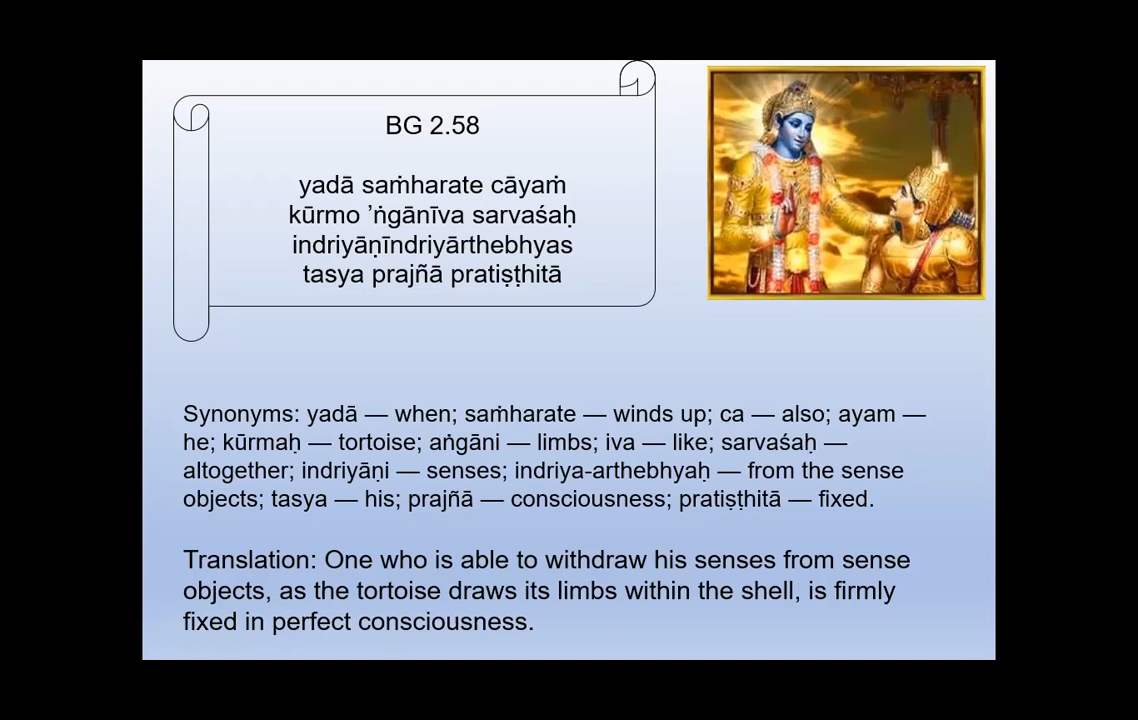 BG 2.58
yadā saṁharate cāyaṁ
kūrmo ’ṅgānīva sarvaśaḥ
indriyāṇīndriyārthebhyas
tasya prajñā pratiṣṭhitā
Synonyms: yadā — when; saṁharate — winds up; ca — also; ayam —
he; kūrmaḥ — tortoise; aṅgāni — limbs; iva — like; sarvaśaḥ —
altogether; indriyāṇi — senses; indriya-arthebhyaḥ — from the sense
objects; tasya — his; prajñā — consciousness; pratiṣṭhitā — fixed.
Translation: One who is able to withdraw his senses from sense
objects, as the tortoise draws its limbs within the shell, is firmly
fixed in perfect consciousness.